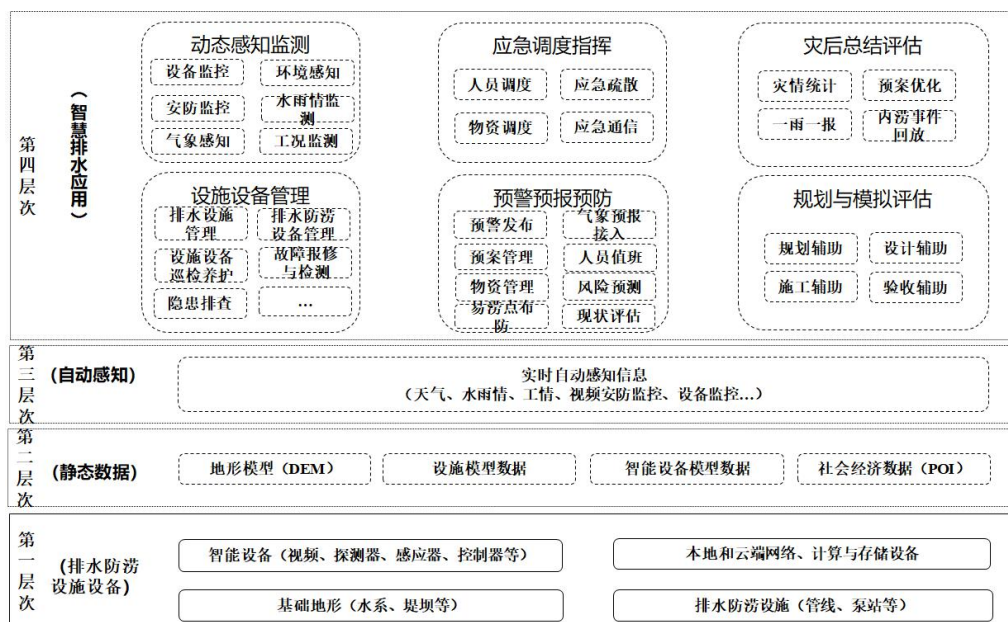 第四层次
（智慧排水应用）
动态感知监测
设备监控
环境感知
安防监控
水雨情监
测
气象感知
工况监测
应急调度指挥
人员调度
应急疏散
物资调度
应急通信
灾后总结评估
灾情统计
预案优化
一雨一报
内涝事件
回放
设施设备管理
排水设施
管理
排水防涝
设备管理
设施设备
巡检养护
故障报修
与检测
隐患排查
…
预警预报预防
预警发布
气象预报
接入
预案管理
人员值班
物资管理
风险预测
易涝点布
防
现状评估
规划与模拟评估
规划辅助
设计辅助
施工辅助
验收辅助
第三层次
（自动感知）
实时自动感知信息
（天气、水雨情、工情、视频安防监控、设备监控…）
第二层次
（静态数据）
地形模型（DEM）
设施模型数据
智能设备模型数据
社会经济数据（POI）
第一层次
（排水防涝
设施设备）
智能设备（视频、探测器、感应器、控制器等）
本地和云端网络、计算与存储设备
基础地形（水系、堤坝等）
排水防涝设施（管线、泵站等）